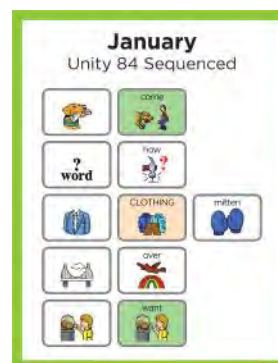 January
Unity 84 Sequenced
come
? word
how
?
CLOTHING
mitten
over
want